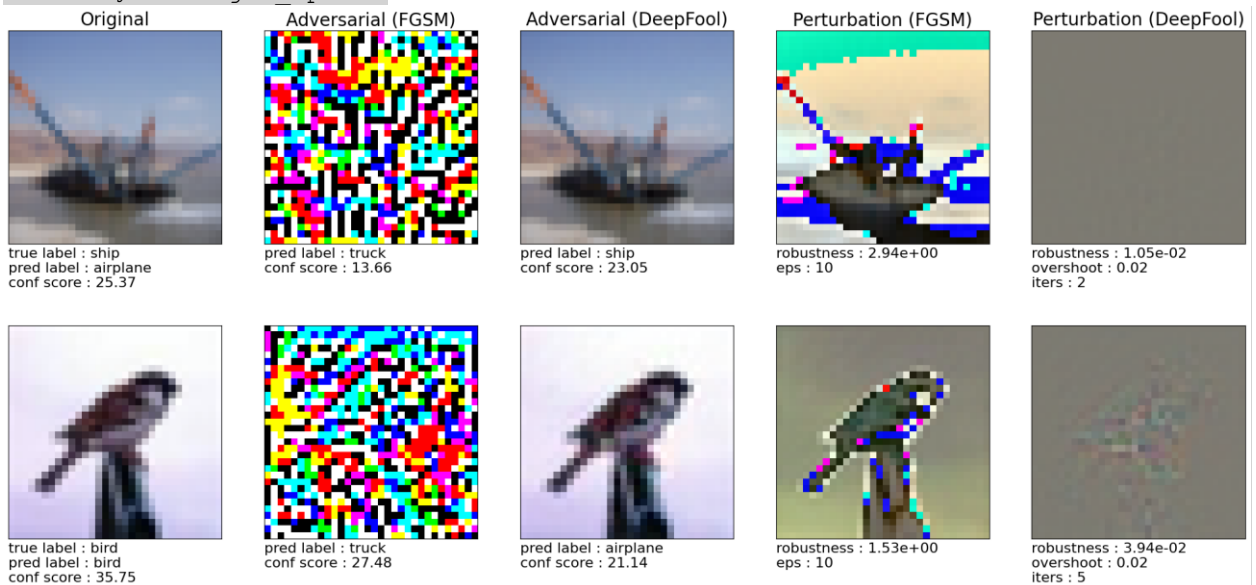 Original
Adversarial (FGSM)
Adversarial (DeepFool)
Perturbation (FGSM)
Perturbation (DeepFool)
true label : ship
pred label : airplane
conf score : 25.37
pred label : truck
conf score : 13.66
pred label : ship
conf score : 23.05
robustness : 2.94e+00
eps : 10
robustness : 1.05e-02
overshoot : 0.02
iters : 2
true label : bird
pred label : bird
conf score : 35.75
pred label : truck
conf score : 27.48
pred label : airplane
conf score : 21.14
robustness : 1.53e+00
eps : 10
robustness : 3.94e-02
overshoot : 0.02
iters : 5